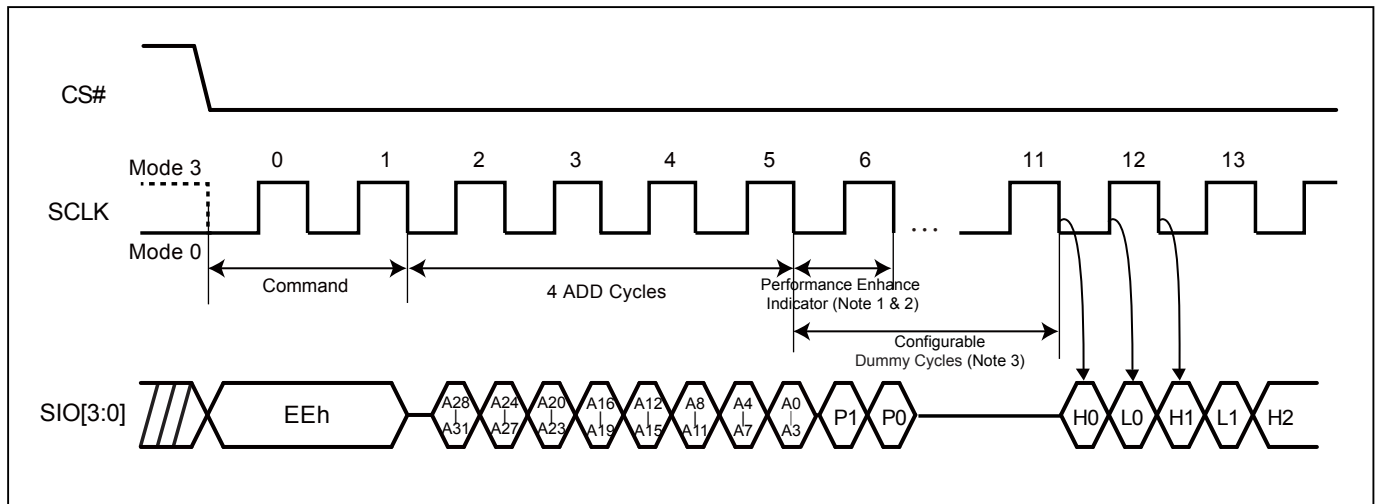 CS#
Mode 3
0 1 2 3 4 5 6 11 12 13
SCLK
...
Mode 0
Command
4 ADD Cycles
Performance Enhance
Indicator (Note 1 & 2)
Configurable
Dummy Cycles (Note 3)
SIO[3:0]
EEh
A28
A31
A24
A27
A20
A23
A16
A19
A12
A15
A8
A11
A4
A7
A0
A3
P1
P0
H0
L0
H1
L1
H2